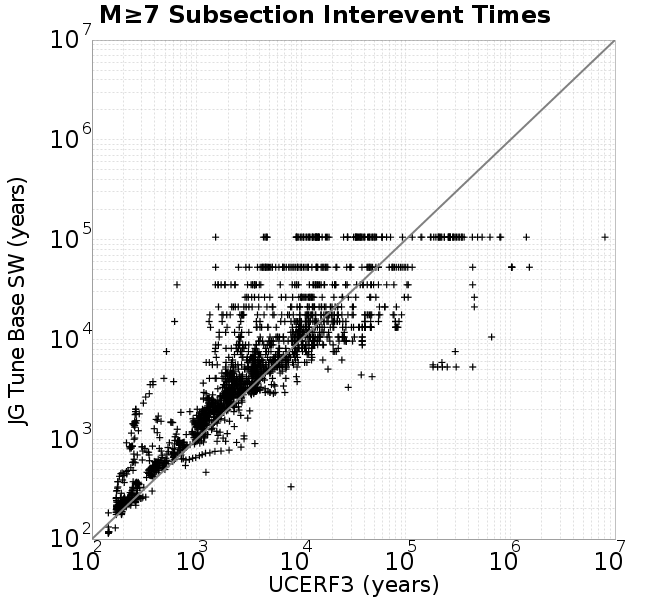 M≥7 Subsection Interevent Times
JG Tune Base SW (years)
10^7
10^6
10^5
10^4
10^3
10^2
10^2 10^3 10^4 10^5 10^6 10^7
UCERF3 (years)